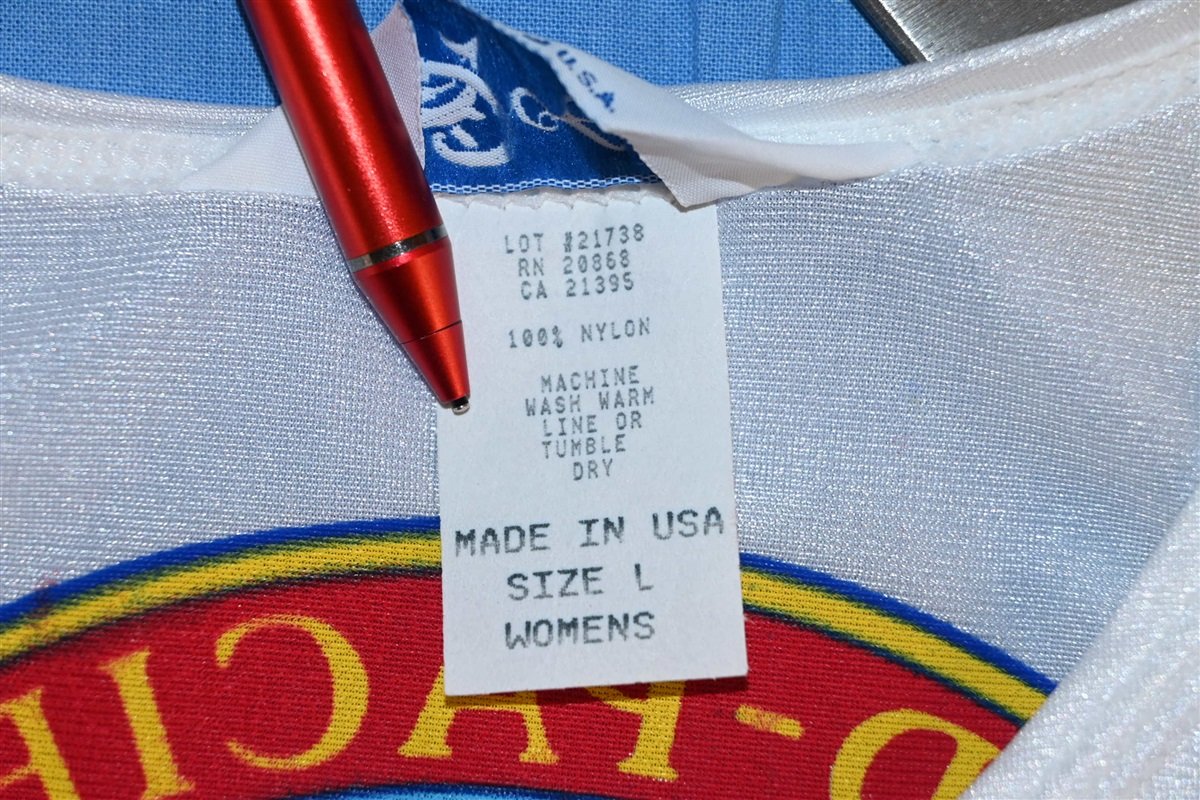 U.S.A.
LOT #21738
RN 20868
CA 21395
100% NYLON
MACHINE
WASH WARM
LINE OR
TUMBLE
DRY
MADE IN USA
SIZE L
WOMENS
D-PACI